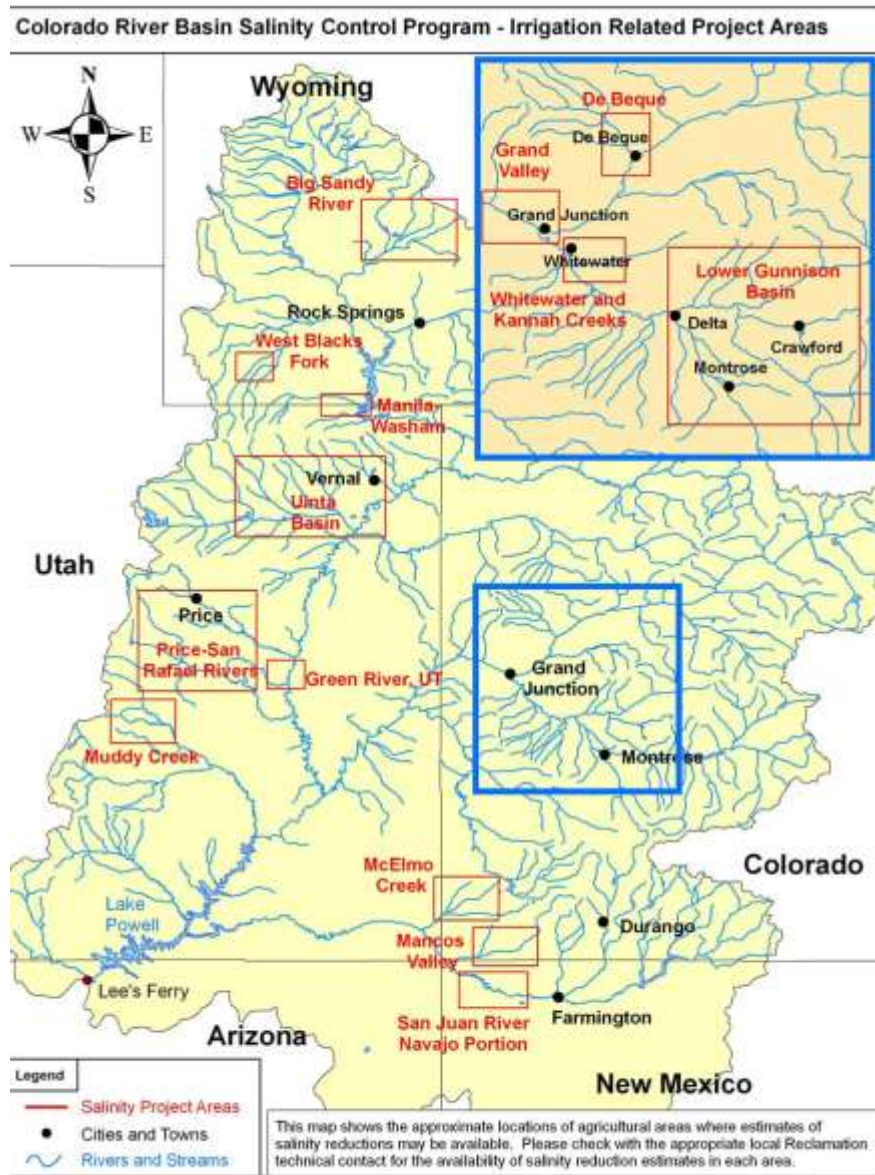 Colorado River Basin Salinity Control Program - Irrigation Related Project Areas
N
W
E
S
Wyoming
Big Sandy
River
Rock Springs
West Blacks
Fork
Manila-
Washam
Vernal
Uinta
Basin
Utah
Price
Price-San
Rafael Rivers
Green River, UT
Muddy Creek
De Beque
De Beque
Grand
Valley
Grand Junction
Whitewater
Whitewater and
Kannah Creeks
Lower Gunnison
Basin
Delta
Crawford
Montrose
Grand
Junction
Montrose
McElmo
Creek
Colorado
Lake
Powell
Durango
Mancos
Valley
Lee's Ferry
Farmington
San Juan River
Navajo Portion
Arizona
New Mexico
Legend
Salinity Project Areas
Cities and Towns
Rivers and Streams
This map shows the approximate locations of agricultural areas where estimates of
salinity reductions may be available. Please check with the appropriate local Reclamation
technical contact for the availability of salinity reduction estimates in each area.